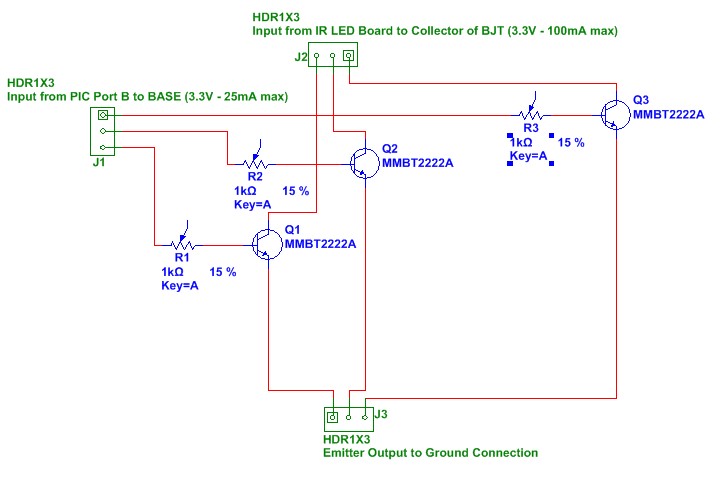 HDR1X3
Input from IR LED Board to Collector of BJT (3.3V - 100mA max)
J2
HDR1X3
Input from PIC Port B to BASE (3.3V - 25mA max)
J1
Q3
MMBT2222A
R3
1kΩ 15 %
Key=A
Q2
MMBT2222A
R2
1kΩ 15 %
Key=A
Q1
MMBT2222A
R1
1kΩ 15 %
Key=A
J3
HDR1X3
Emitter Output to Ground Connection